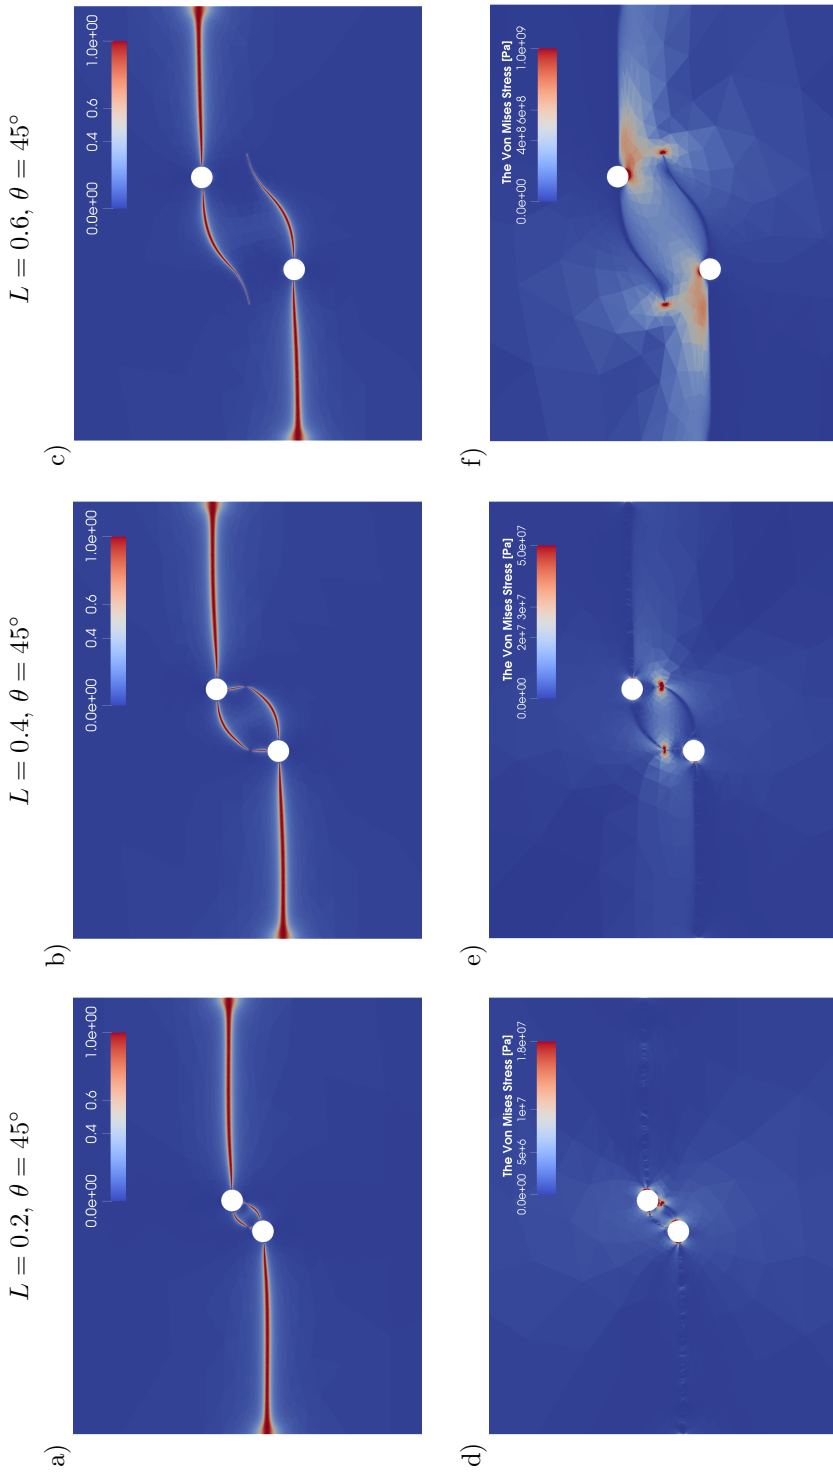 L = 0.2, θ = 45°
L = 0.4, θ = 45°
L = 0.6, θ = 45°
a)
0.0e+00 0.4 0.6 1.0e+00
b)
0.0e+00 0.4 0.6 1.0e+00
c)
0.0e+00 0.4 0.6 1.0e+00
d)
The Von Mises Stress [Pa]
0.0e+00 5e+6 1e+7 1.8e+07
e)
The Von Mises Stress [Pa]
0.0e+00 2e+7 3e+7 5.0e+07
f)
The Von Mises Stress [Pa]
0.0e+00 4e+8 6e+8 1.0e+09